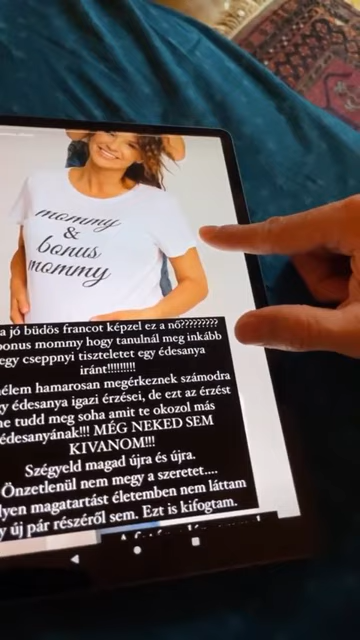 mommy
&
bonus
mommy
a jó büdös francot képzel ez a nő?????????
bonus mommy hogy tanulnál meg inkább
egy cseppnyi tiszteletet egy édesanya
iránt!!!!!!!!!
élem hamarosan megérkeznek számodra
édesanya igazi érzései, de ezt az érzést
ne tudd meg soha amit te okozol más
édesanyának!!! MÉG NEKED SEM
KIVANOM!!!
Szégyeld magad újra és újra.
Önzetlenül nem megy a szeretet....
lyen magatartást életemben nem láttam
új pár részéről sem. Ezt is kifogtam.